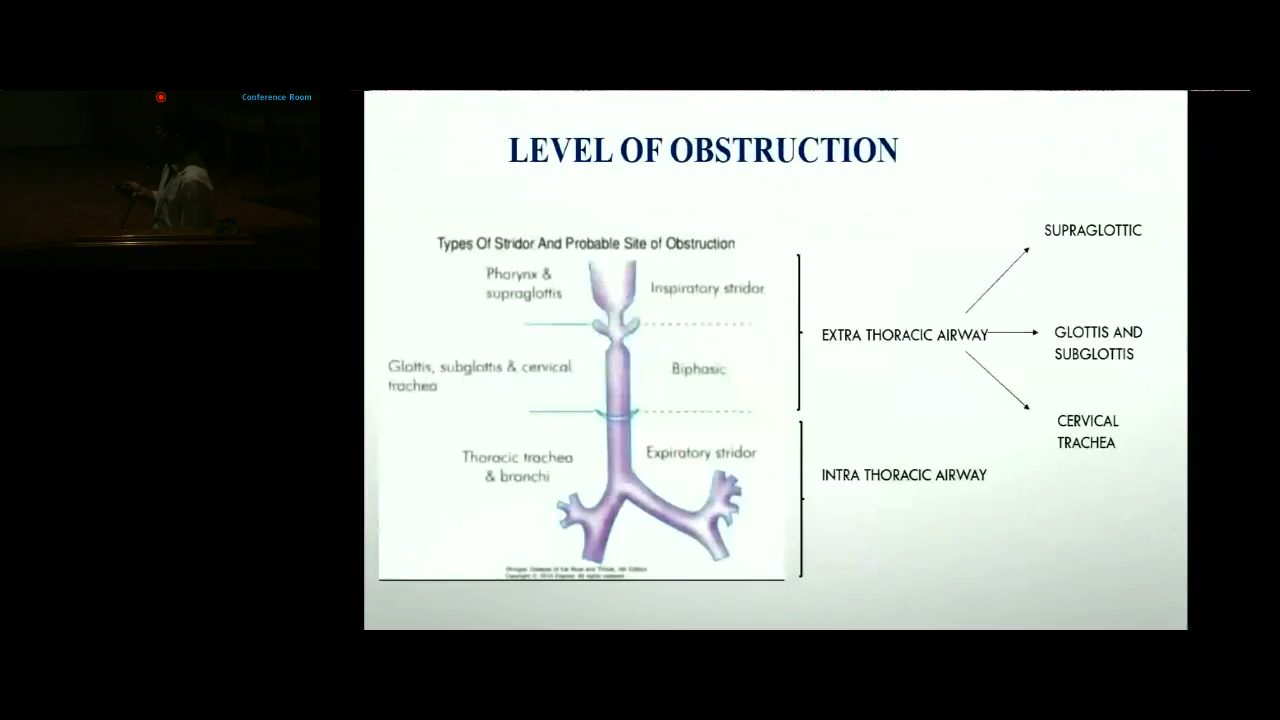 Conference Room
LEVEL OF OBSTRUCTION
Types Of Stridor And Probable Site of Obstruction
Pharynx &
supraglottis
Inspiratory stridor
Glottis, subglottis & cervical
trachea
Biphasic
Thoracic trachea
& bronchi
Expiratory stridor
EXTRA THORACIC AIRWAY
INTRA THORACIC AIRWAY
SUPRAGLOTTIC
GLOTTIS AND
SUBGLOTTIS
CERVICAL
TRACHEA